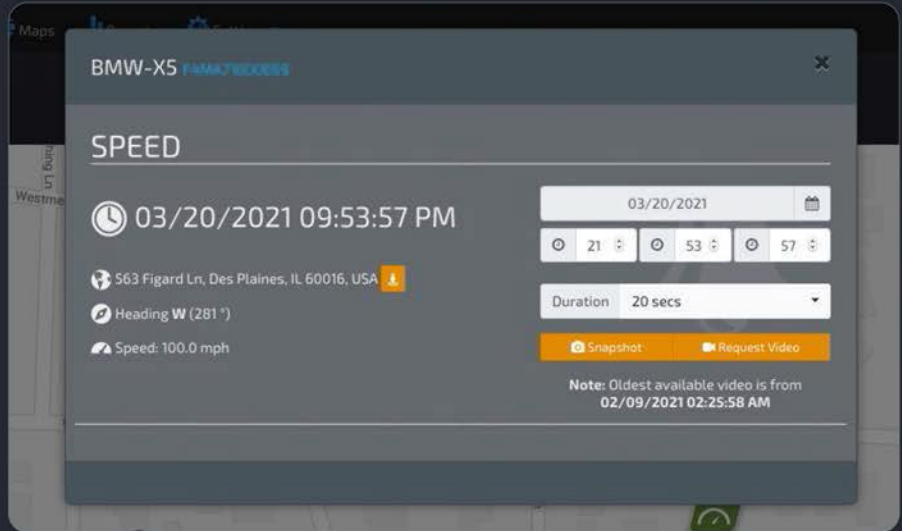 Maps
BMW-X5
SPEED
03/20/2021 09:53:57 PM
563 Figard Ln, Des Plaines, IL 60016, USA
Heading W (281 °)
Speed: 100.0 mph
03/20/2021
21 53 57
Duration 20 secs
Snapshot Request Video
Note: Oldest available video is from
02/09/2021 02:25:58 AM